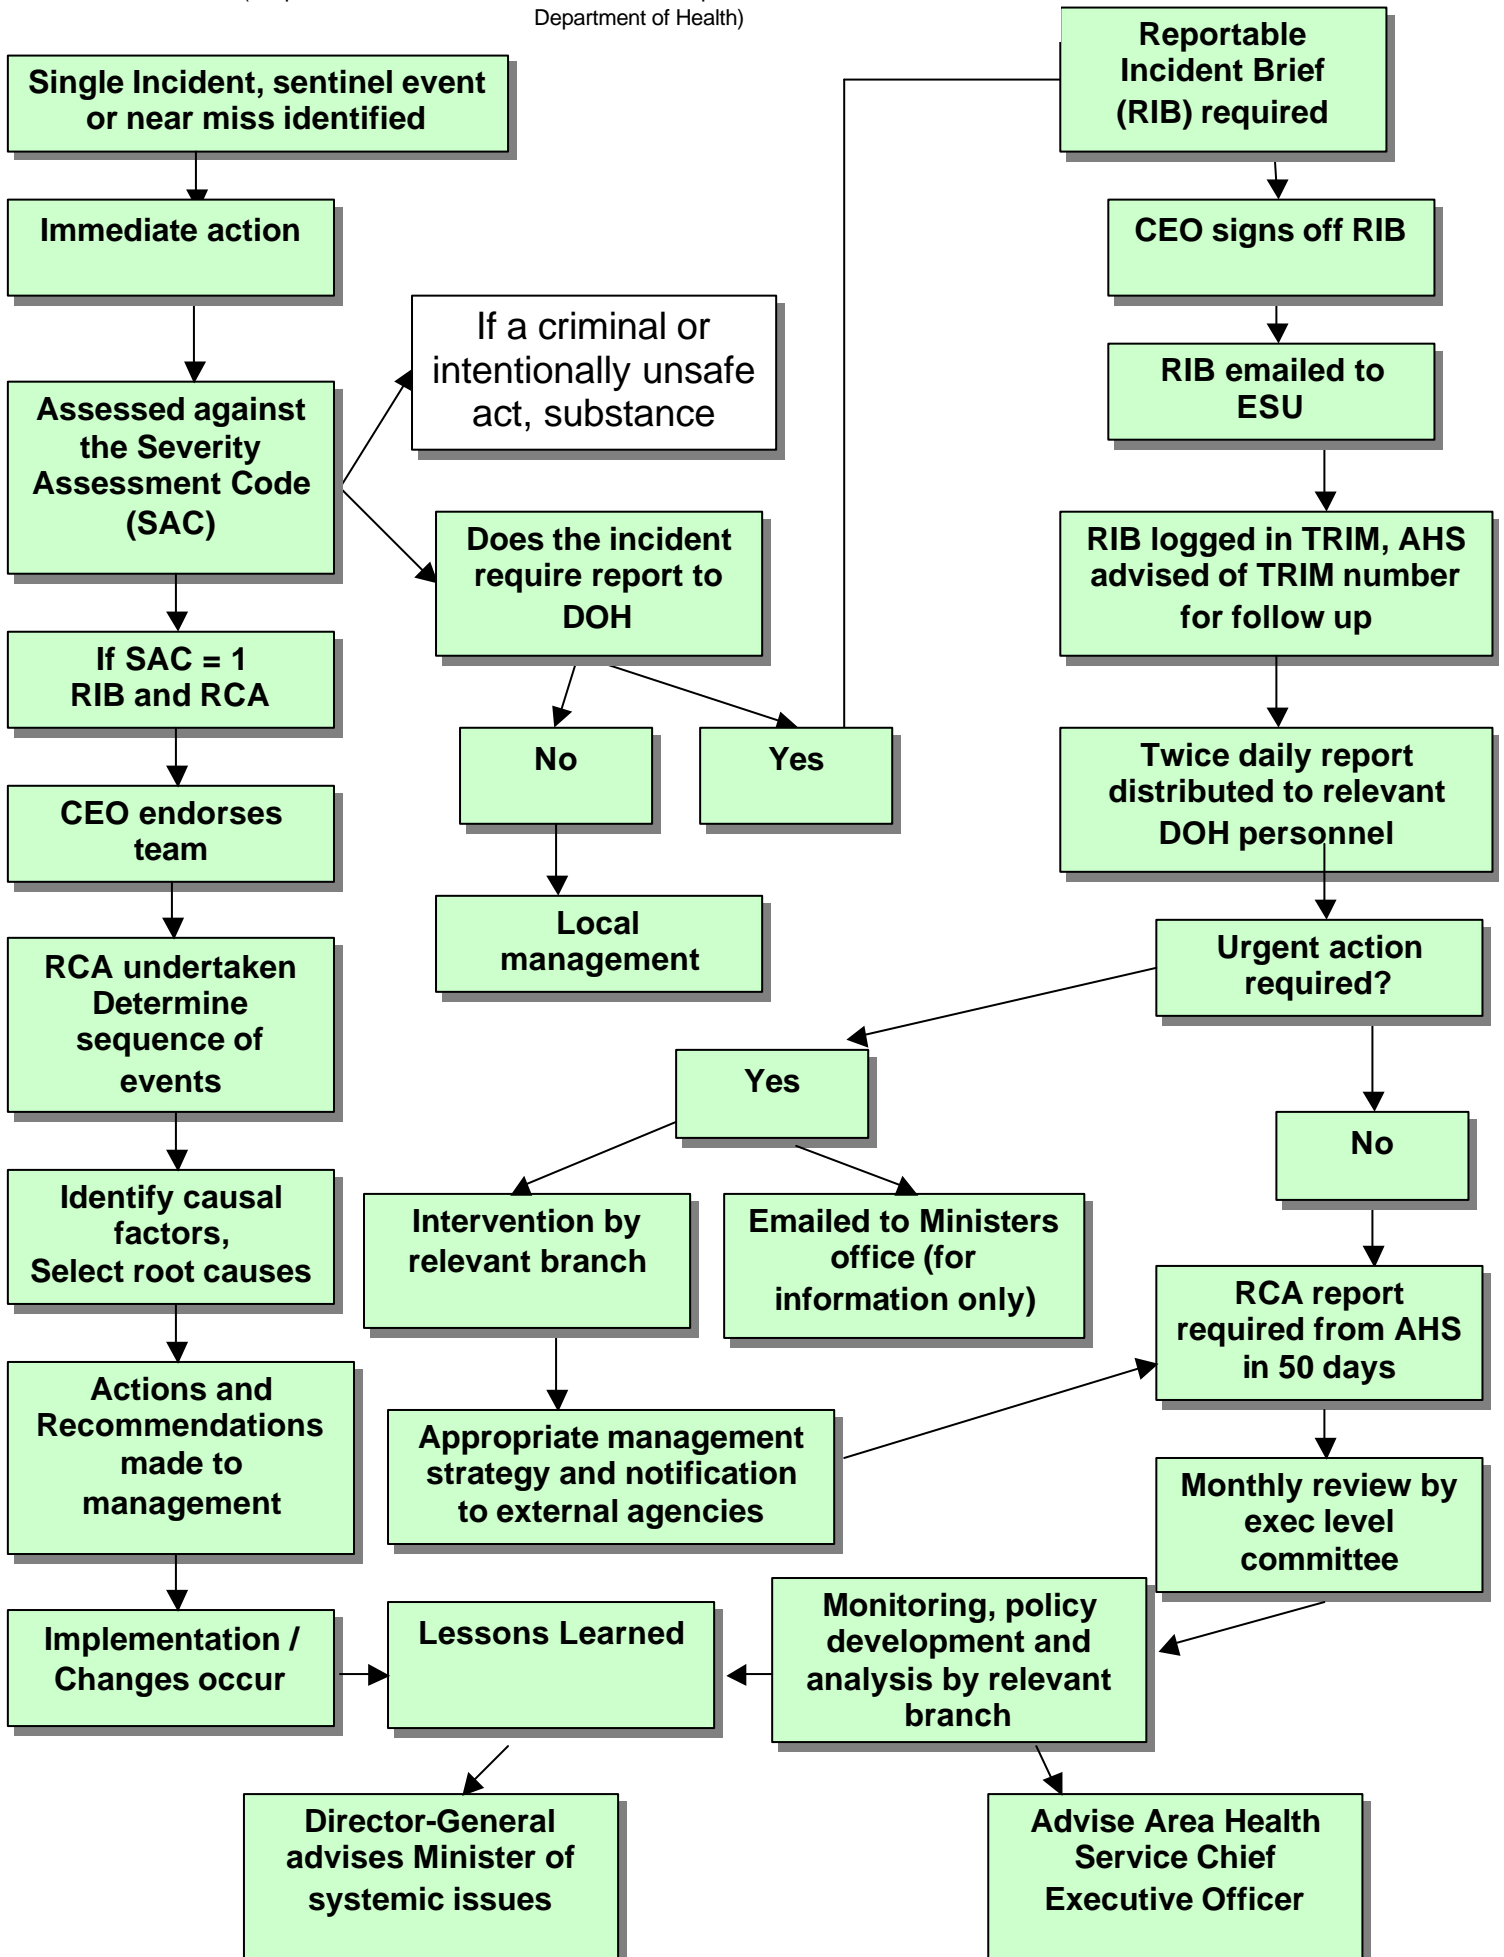 Department of Health)
Single Incident, sentinel event
or near miss identified
Immediate action
Assessed against
the Severity
Assessment Code
(SAC)
If a criminal or
intentionally unsafe
act, substance
Does the incident
require report to
DOH
No
Yes
Local
management
If SAC = 1
RIB and RCA
CEO endorses
team
RCA undertaken
Determine
sequence of
events
Identify causal
factors,
Select root causes
Actions and
Recommendations
made to
management
Implementation /
Changes occur
Reportable
Incident Brief
(RIB) required
CEO signs off RIB
RIB emailed to
ESU
RIB logged in TRIM, AHS
advised of TRIM number
for follow up
Twice daily report
distributed to relevant
DOH personnel
Urgent action
required?
Yes
No
Intervention by
relevant branch
Emailed to Ministers
office (for
information only)
Appropriate management
strategy and notification
to external agencies
RCA report
required from AHS
in 50 days
Monthly review by
exec level
committee
Monitoring, policy
development and
analysis by relevant
branch
Lessons Learned
Director-General
advises Minister of
systemic issues
Advise Area Health
Service Chief
Executive Officer